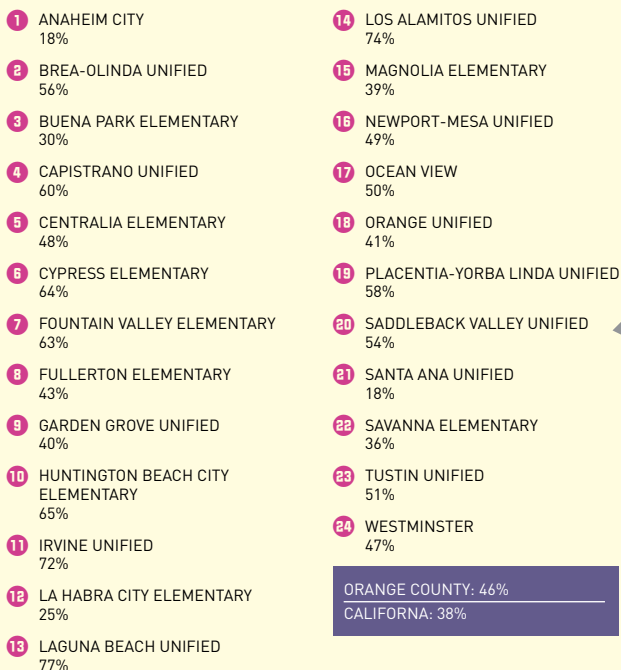 1 ANAHEIM CITY
18%
2 BREA-OLINDA UNIFIED
56%
3 BUENA PARK ELEMENTARY
30%
4 CAPISTRANO UNIFIED
60%
5 CENTRALIA ELEMENTARY
48%
6 CYPRESS ELEMENTARY
64%
7 FOUNTAIN VALLEY ELEMENTARY
63%
8 FULLERTON ELEMENTARY
43%
9 GARDEN GROVE UNIFIED
40%
10 HUNTINGTON BEACH CITY
ELEMENTARY
65%
11 IRVINE UNIFIED
72%
12 LA HABRA CITY ELEMENTARY
25%
13 LAGUNA BEACH UNIFIED
77%
14 LOS ALAMITOS UNIFIED
74%
15 MAGNOLIA ELEMENTARY
39%
16 NEWPORT-MESA UNIFIED
49%
17 OCEAN VIEW
50%
18 ORANGE UNIFIED
41%
19 PLACENTIA-YORBA LINDA UNIFIED
58%
20 SADDLEBACK VALLEY UNIFIED
54%
21 SANTA ANA UNIFIED
18%
22 SAVANNA ELEMENTARY
36%
23 TUSTIN UNIFIED
51%
24 WESTMINSTER
47%
ORANGE COUNTY: 46%
CALIFORNA: 38%